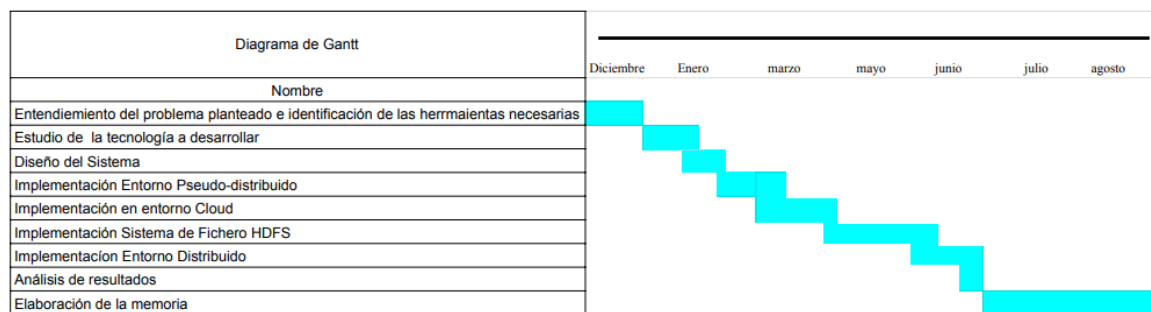 Diagrama de Gantt
Diciembre Enero marzo mayo junio julio agosto
Nombre
Entendiemiento del problema planteado e identificación de las herrmaientas necesarias
Estudio de la tecnología a desarrollar
Diseño del Sistema
Implementación Entorno Pseudo-distribuido
Implementación en entorno Cloud
Implementación Sistema de Fichero HDFS
Implementacíon Entorno Distribuido
Análisis de resultados
Elaboración de la memoria